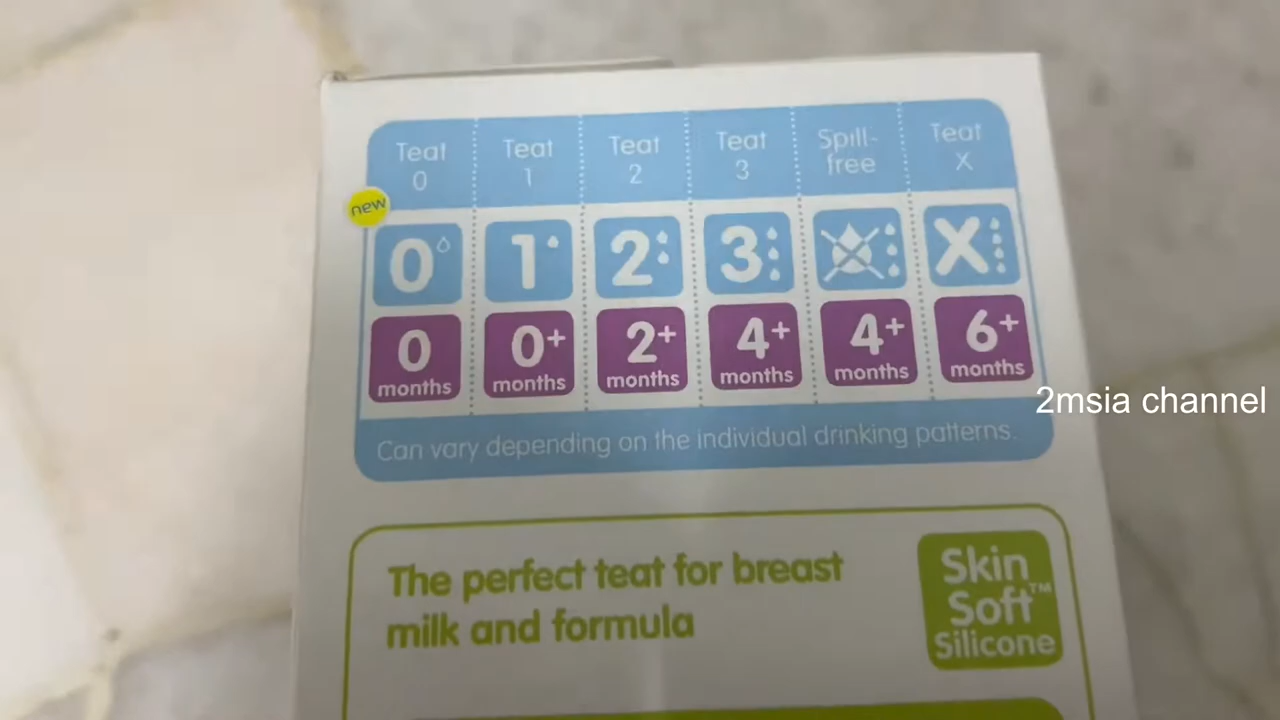 Teat 0
Teat 1
Teat 2
Teat 3
Spill-free
Teat X
new
0
1
2
3
X
0 months
0+ months
2+ months
4+ months
4+ months
6+ months
2msia channel
Can vary depending on the individual drinking patterns.
The perfect teat for breast
milk and formula
Skin
Soft™
Silicone